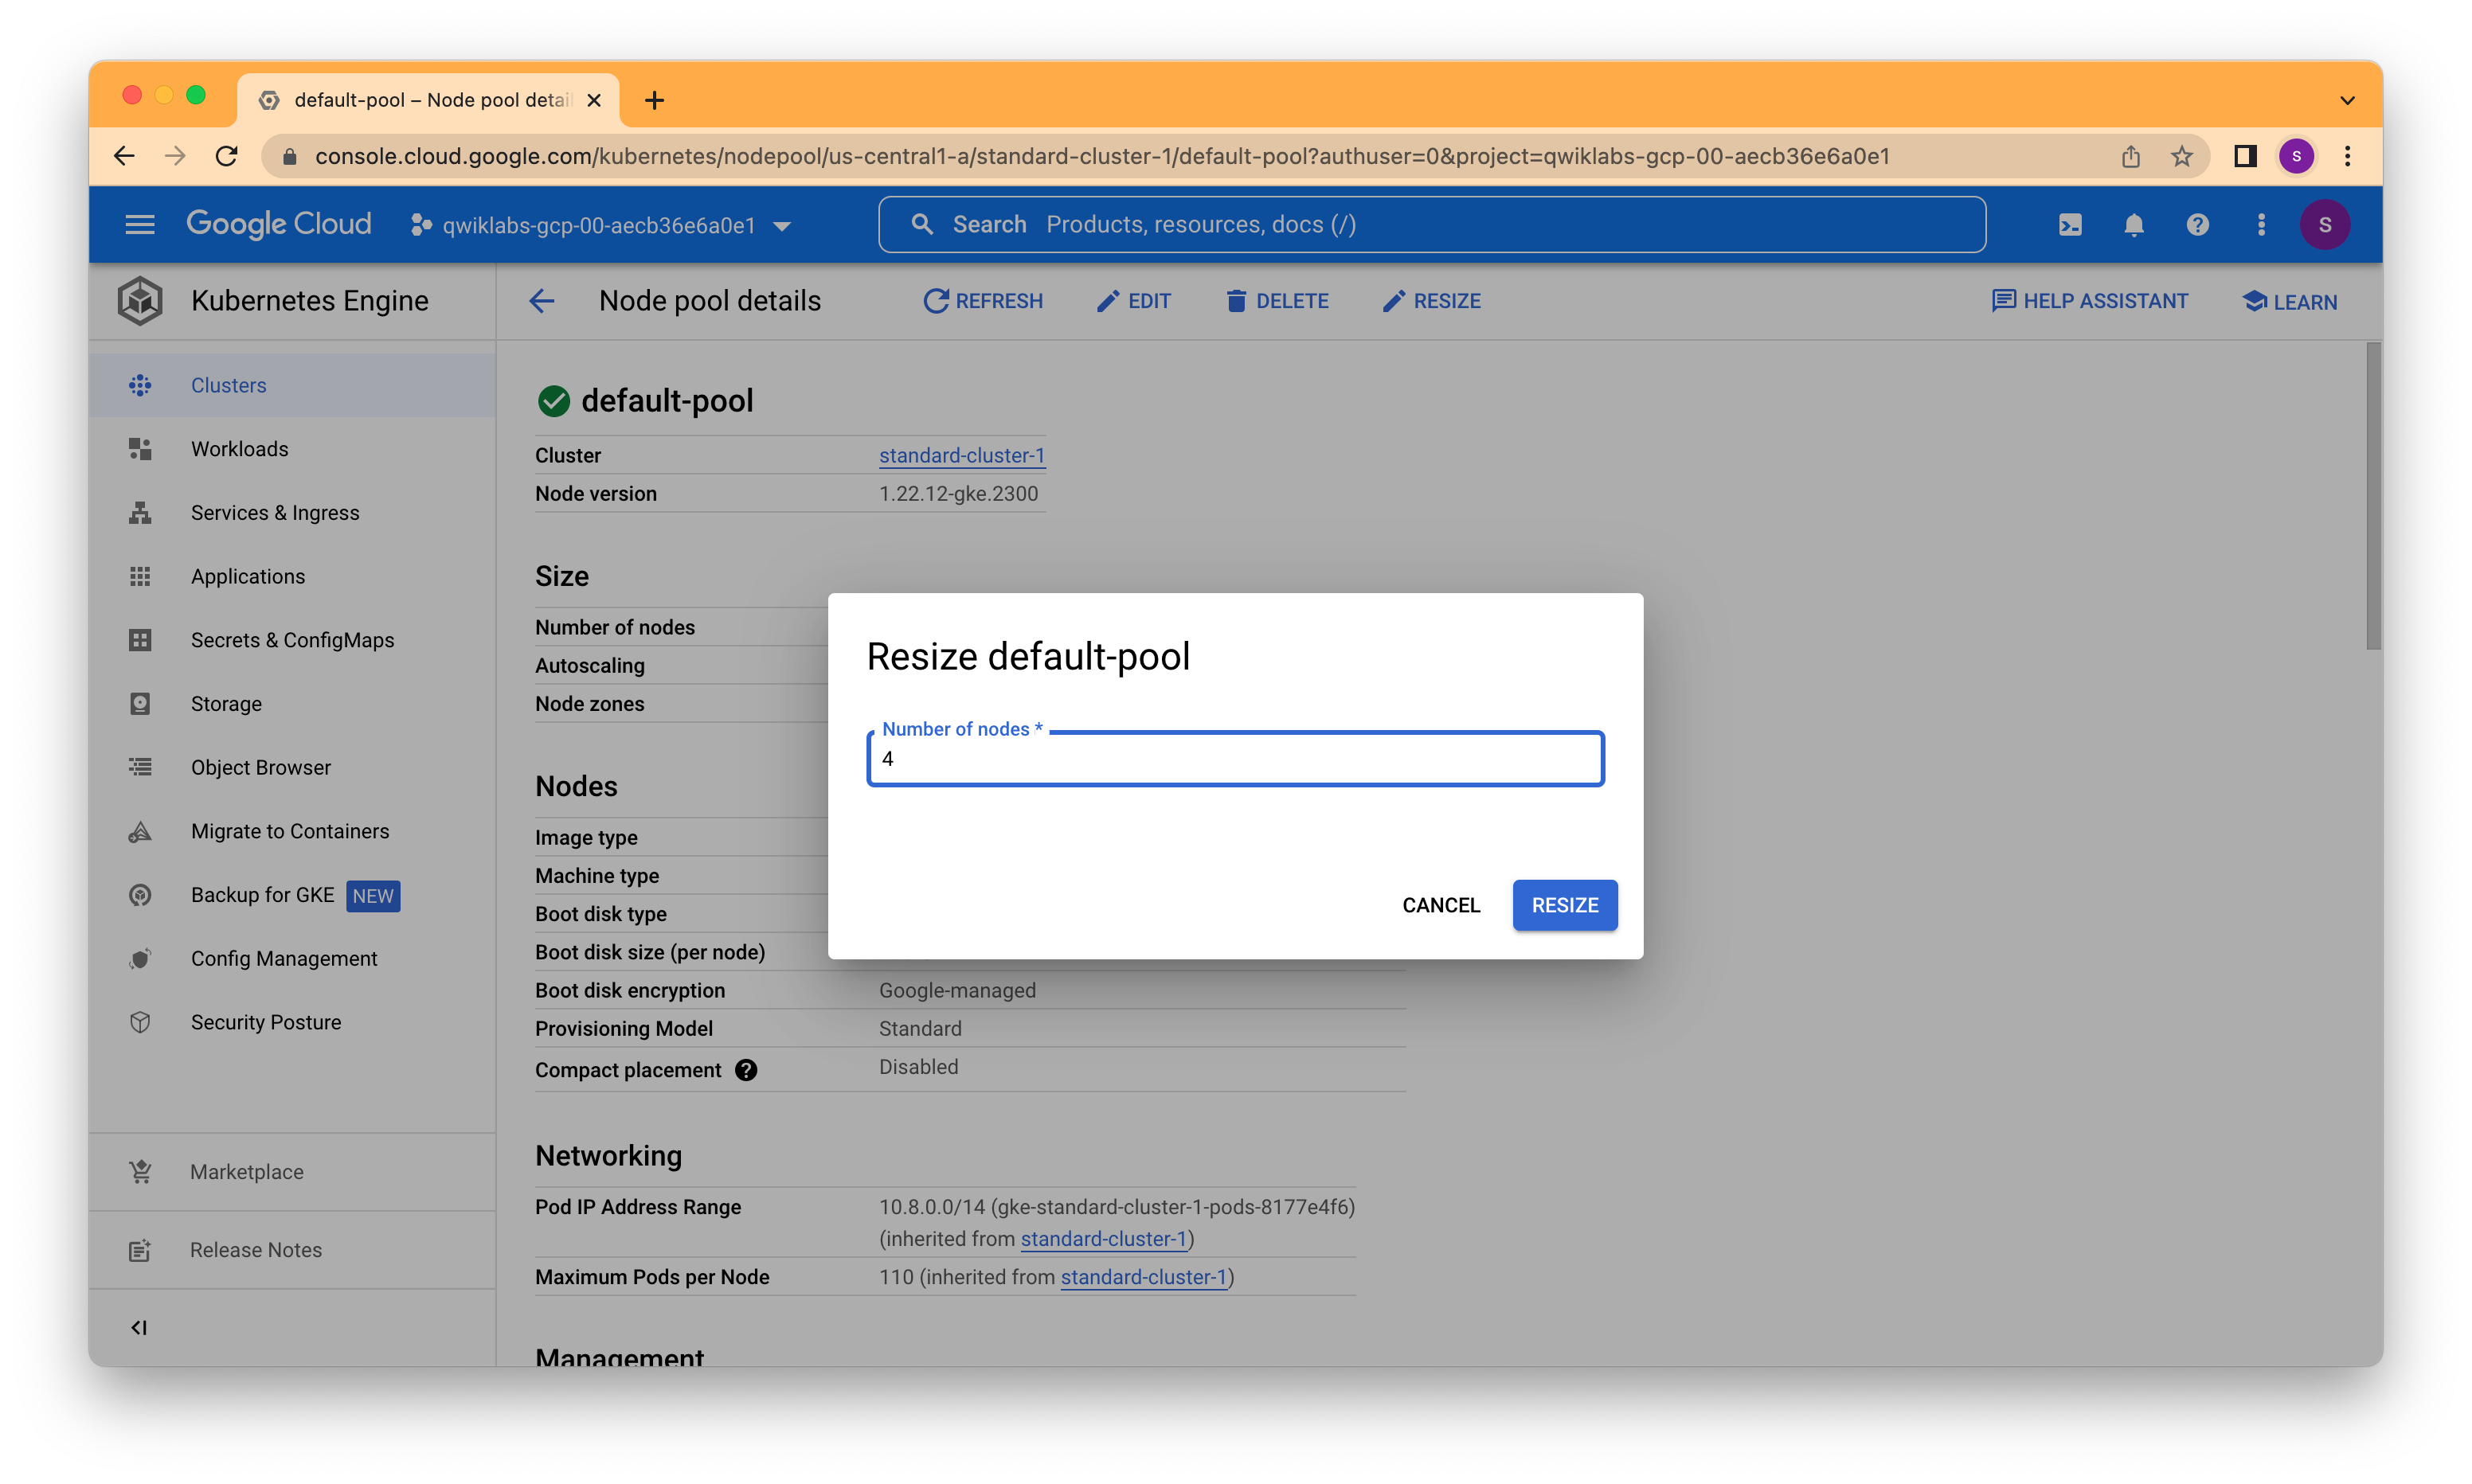 default-pool – Node pool detai
console.cloud.google.com/kubernetes/nodepool/us-central1-a/standard-cluster-1/default-pool?authuser=0&project=qwiklabs-gcp-00-aecb36e6a0e1
S
Google Cloud
qwiklabs-gcp-00-aecb36e6a0e1
Search Products, resources, docs (/)
S
Kubernetes Engine
Node pool details
REFRESH
EDIT
DELETE
RESIZE
HELP ASSISTANT
LEARN
Clusters
Workloads
Services & Ingress
Applications
Secrets & ConfigMaps
Storage
Object Browser
Migrate to Containers
Backup for GKE NEW
Config Management
Security Posture
Marketplace
Release Notes
default-pool
Cluster standard-cluster-1
Node version 1.22.12-gke.2300
Size
Number of nodes
Autoscaling
Node zones
Nodes
Image type
Machine type
Boot disk type
Boot disk size (per node)
Boot disk encryption Google-managed
Provisioning Model Standard
Compact placement ? Disabled
Networking
Pod IP Address Range 10.8.0.0/14 (gke-standard-cluster-1-pods-8177e4f6)
(inherited from standard-cluster-1)
Maximum Pods per Node 110 (inherited from standard-cluster-1)
Management
Resize default-pool
Number of nodes *
4
CANCEL
RESIZE